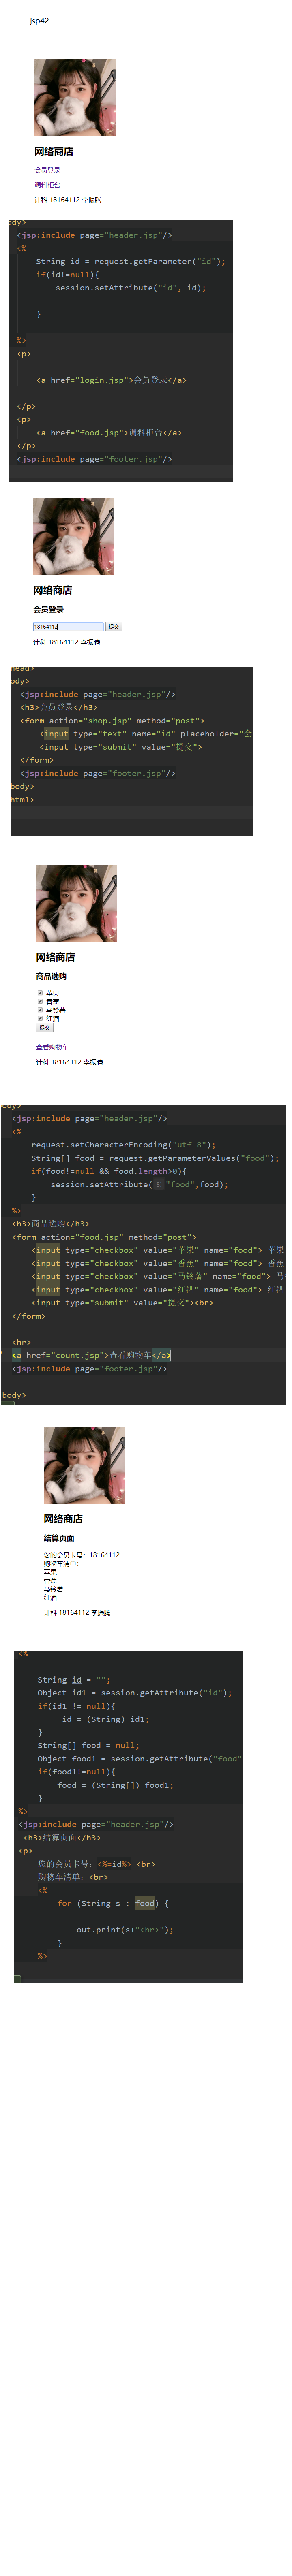 jsp42
网络商店
会员登录
调料柜台
计科 18164112 李振腾
ody>
<jsp:include page="header.jsp"/>
<%
String id = request.getParameter("id");
if(id!=null){
session.setAttribute("id", id);
}
%>
<p>
<a href="login.jsp">会员登录</a>
</p>
<p>
<a href="food.jsp">调料柜台</a>
</p>
<jsp:include page="footer.jsp"/>
网络商店
会员登录
18164112 提交
计科 18164112 李振腾
head>
ody>
<jsp:include page="header.jsp"/>
<h3>会员登录</h3>
<form action="shop.jsp" method="post">
<input type="text" name="id" placeholder="会
<input type="submit" value="提交">
</form>
<jsp:include page="footer.jsp"/>
body>
html>
网络商店
商品选购
苹果
香蕉
马铃薯
红酒
提交
查看购物车
计科 18164112 李振腾
ody>
<jsp:include page="header.jsp"/>
<%
request.setCharacterEncoding("utf-8");
String[] food = request.getParameterValues("food");
if(food!=null && food.length>0){
session.setAttribute( s: "food",food);
}
%>
<h3>商品选购</h3>
<form action="food.jsp" method="post">
<input type="checkbox" value="苹果" name="food"> 苹果
<input type="checkbox" value="香蕉" name="food"> 香蕉
<input type="checkbox" value="马铃薯" name="food"> 马
<input type="checkbox" value="红酒" name="food"> 红酒
<input type="submit" value="提交"><br>
</form>
<hr>
<a href="count.jsp">查看购物车</a>
<jsp:include page="footer.jsp"/>
body>
网络商店
结算页面
您的会员卡号：18164112
购物车清单：
苹果
香蕉
马铃薯
红酒
计科 18164112 李振腾
<%
String id = "";
Object id1 = session.getAttribute("id");
if(id1 != null){
id = (String) id1;
}
String[] food = null;
Object food1 = session.getAttribute("food"
if(food1!=null){
food = (String[]) food1;
}
%>
<jsp:include page="header.jsp"/>
<h3>结算页面</h3>
<p>
您的会员卡号：<%=id%> <br>
购物车清单：<br>
<%
for (String s : food) {
out.print(s+"<br>");
}
%>